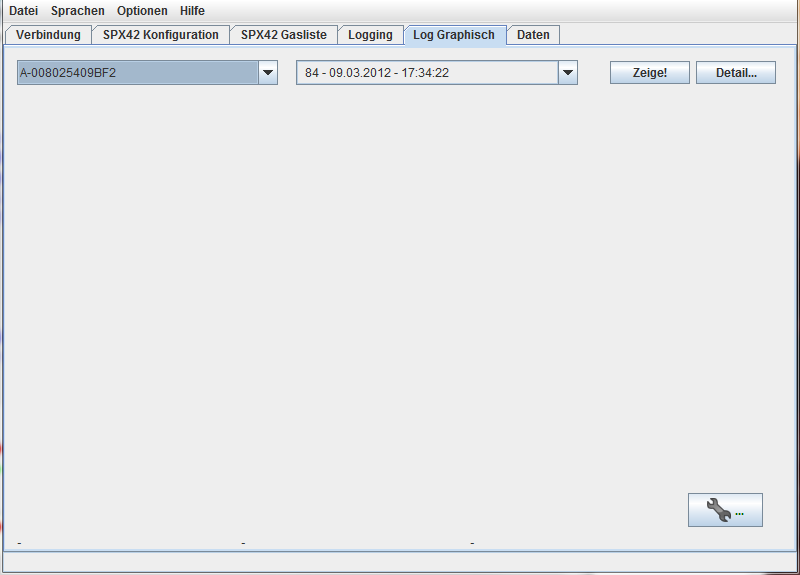 Datei Sprachen Optionen Hilfe
Verbindung SPX42 Konfiguration SPX42 Gasliste Logging Log Graphisch Daten
A-008025409BF2 84 - 09.03.2012 - 17:34:22 Zeige! Detail...
...
- - -